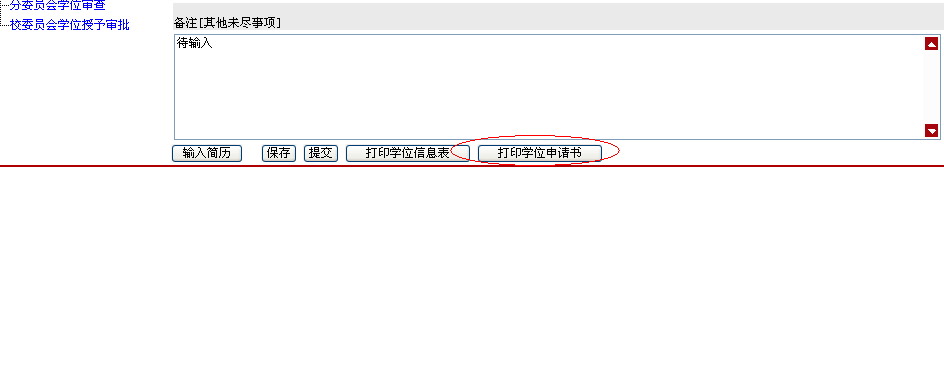 分委员会学位审查
校委员会学位授予审批
备注[其他未尽事项]
待输入
输入简历 保存 提交 打印学位信息表 打印学位申请书